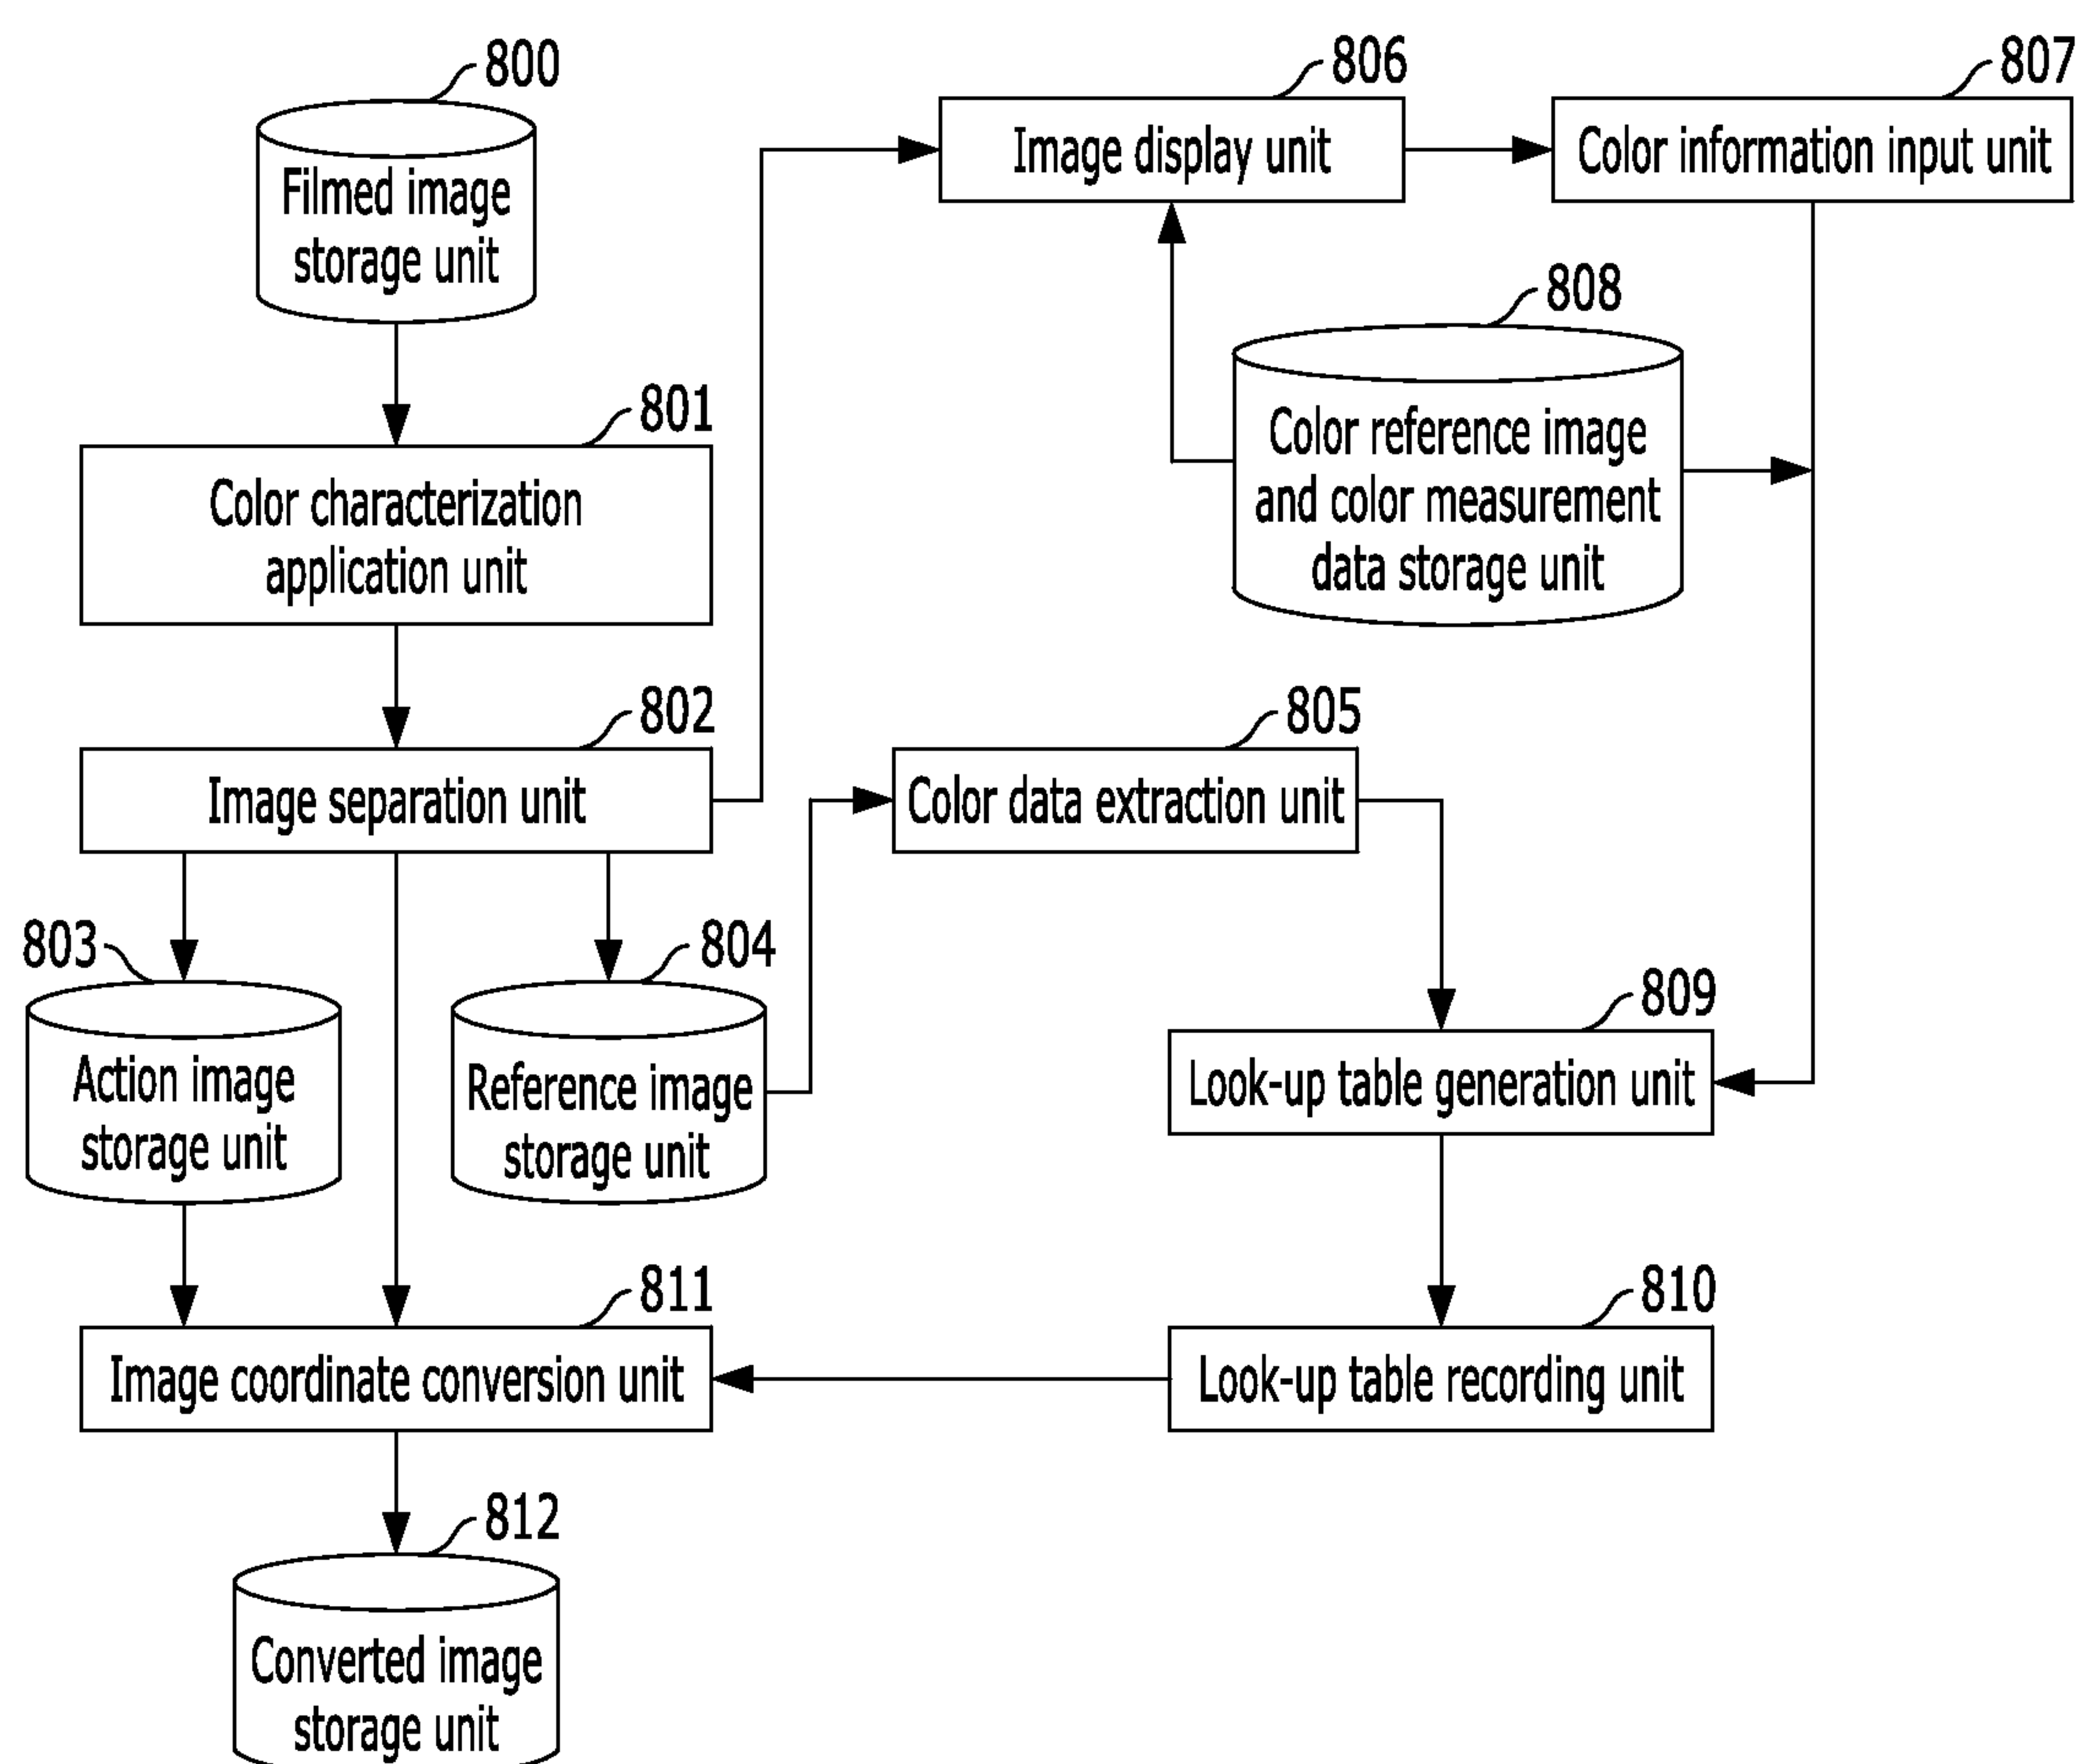 800
Filmed image
storage unit
801
Color characterization
application unit
802
Image separation unit
803
Action image
storage unit
804
Reference image
storage unit
805
Color data extraction unit
806
Image display unit
807
Color information input unit
808
Color reference image
and color measurement
data storage unit
809
Look-up table generation unit
810
Look-up table recording unit
811
Image coordinate conversion unit
812
Converted image
storage unit